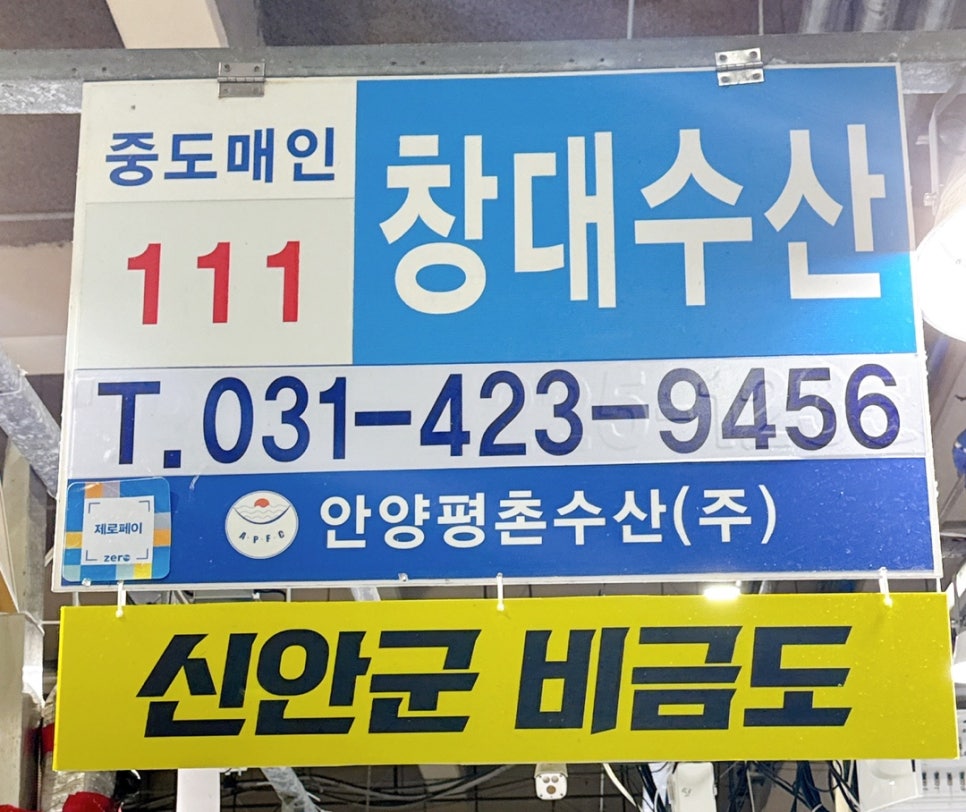 중도매인
111
창대수산
T.031-423-9456
제로페이
zero
APFC
안양평촌수산(주)
신안군 비금도